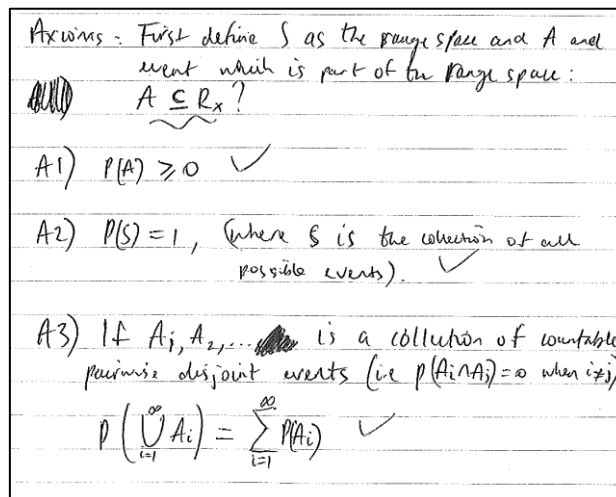 Axioms: First define S as the range space and A and
event which is part of the range space:
A ⊆ Rx?
A1) P(A) ≥ 0 ✓
A2) P(S) = 1, (where S is the collection of all
possible events). ✓
A3) If A1, A2, ... is a collection of countable
pairwise disjoint events (ie P(Ai∩Aj)=0 when i≠j)
P(⋃_{i=1}^{∞} Ai) = ∑_{i=1}^{∞} P(Ai) ✓